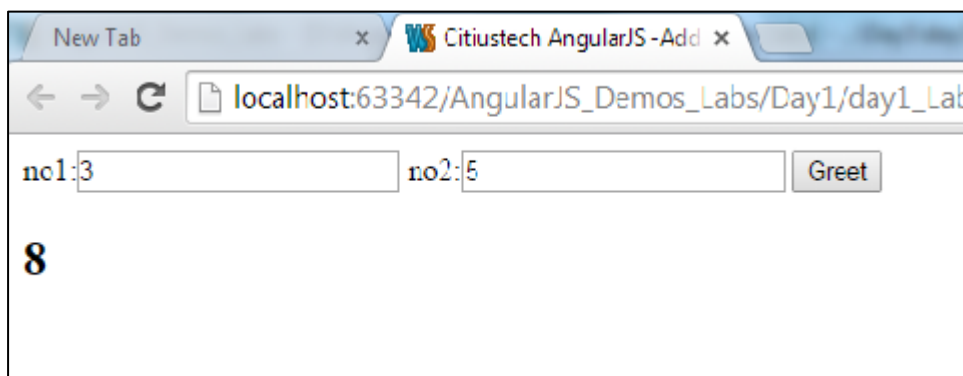 New Tab
Citiustech AngularJS -Add
localhost:63342/AngularJS_Demos_Labs/Day1/day1_Lab
no1:3 no2:5 Greet
8